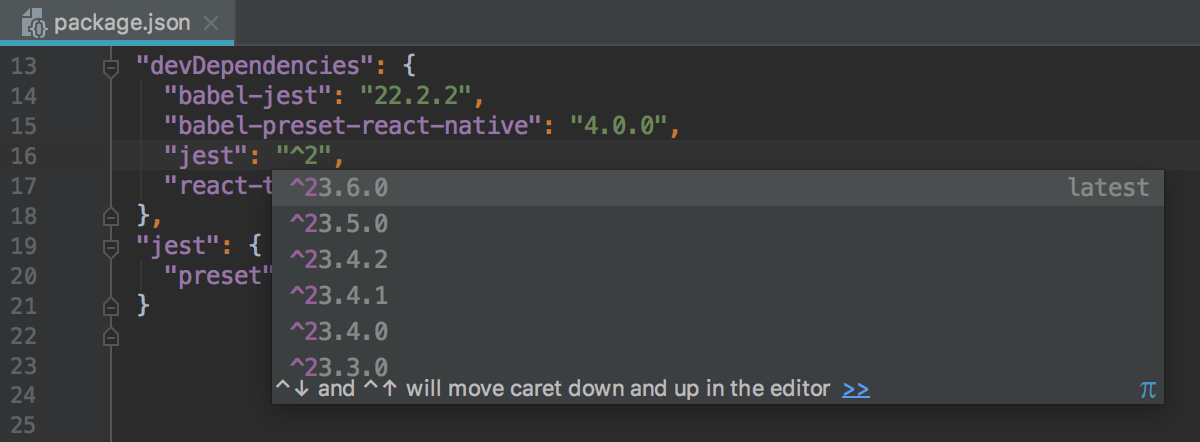 package.json
13 "devDependencies": {
14 "babel-jest": "22.2.2",
15 "babel-preset-react-native": "4.0.0",
16 "jest": "^2",
17 "react-t
^23.6.0 latest
^23.5.0
^23.4.2
^23.4.1
^23.4.0
^23.3.0
^↓ and ^↑ will move caret down and up in the editor >> π
18 },
19 "jest": {
20 "preset"
21 }
22
23
24
25